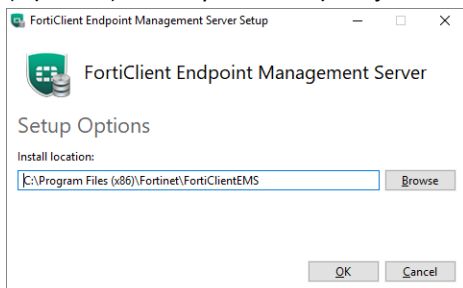 FortiClient Endpoint Management Server Setup
FortiClient Endpoint Management Server
Setup Options
Install location:
C:\Program Files (x86)\Fortinet\FortiClientEMS
Browse
OK
Cancel